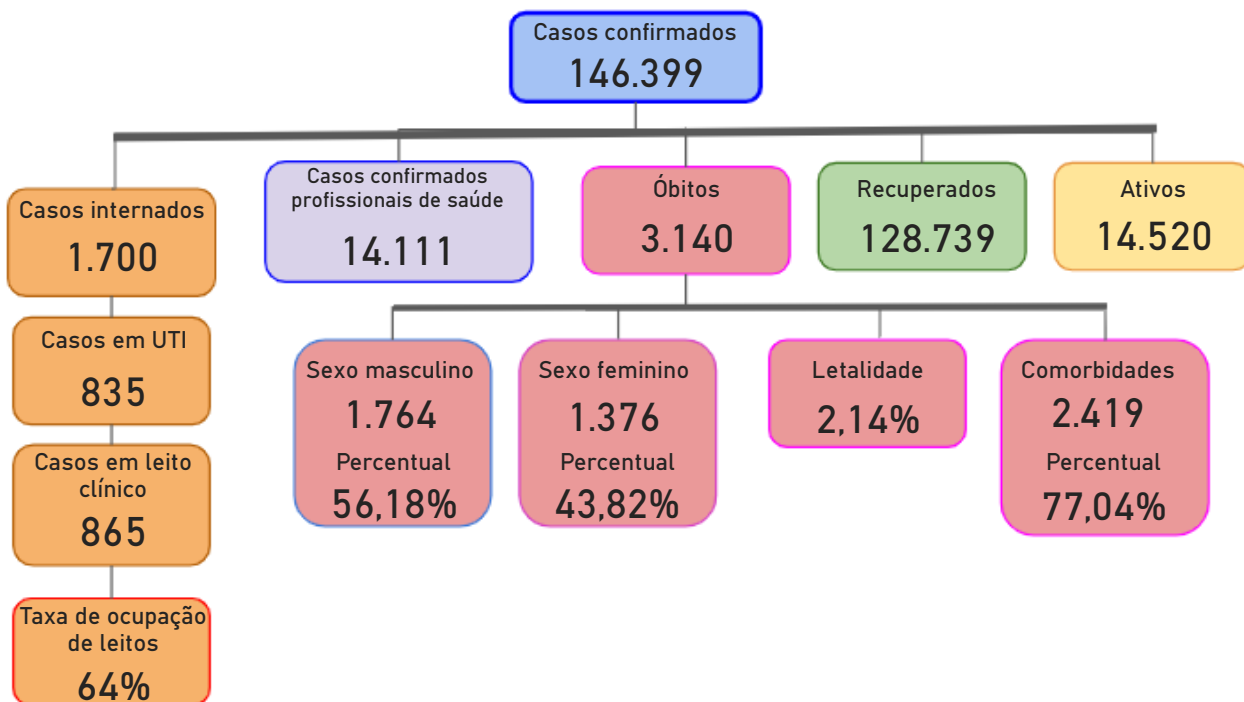 Casos confirmados
146.399
Casos internados
1.700
Casos em UTI
835
Casos em leito
clínico
865
Taxa de ocupação
de leitos
64%
Casos confirmados
profissionais de saúde
14.111
Óbitos
3.140
Sexo masculino
1.764
Percentual
56,18%
Sexo feminino
1.376
Percentual
43,82%
Letalidade
2,14%
Comorbidades
2.419
Percentual
77,04%
Recuperados
128.739
Ativos
14.520